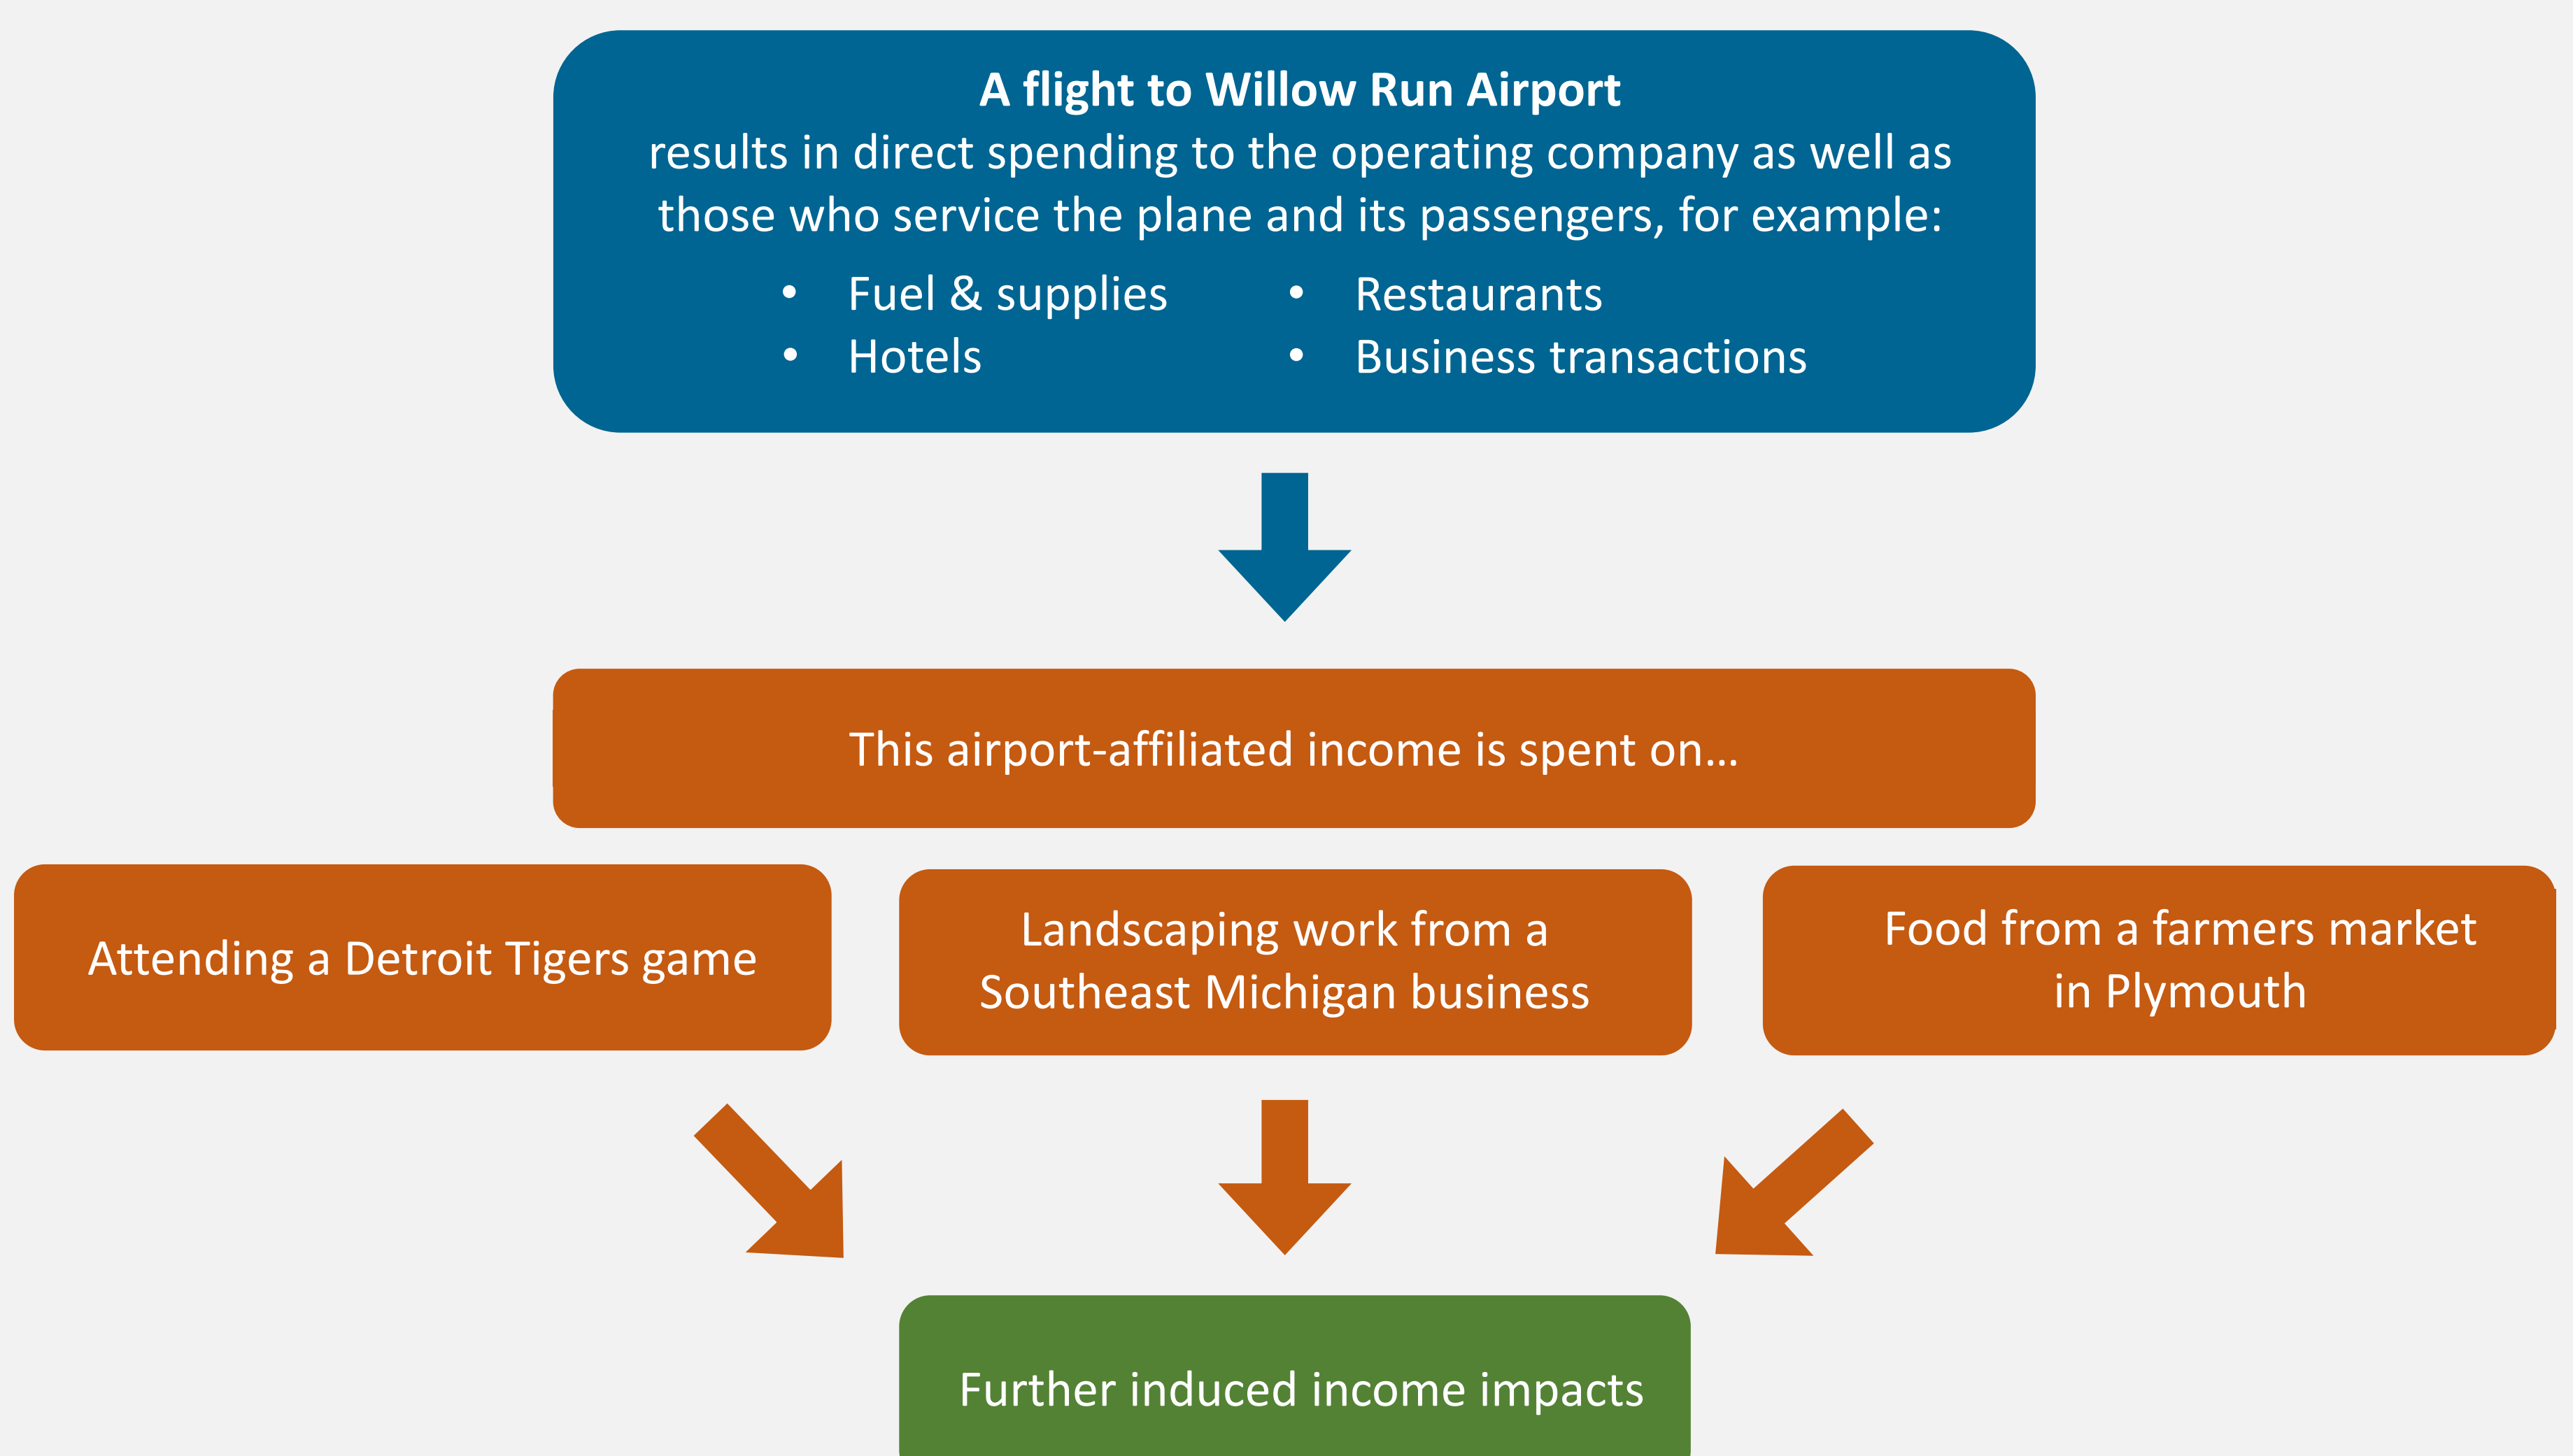 A flight to Willow Run Airport
results in direct spending to the operating company as well as
those who service the plane and its passengers, for example:
• Fuel & supplies
• Hotels
• Restaurants
• Business transactions
This airport-affiliated income is spent on...
Attending a Detroit Tigers game
Landscaping work from a
Southeast Michigan business
Food from a farmers market
in Plymouth
Further induced income impacts